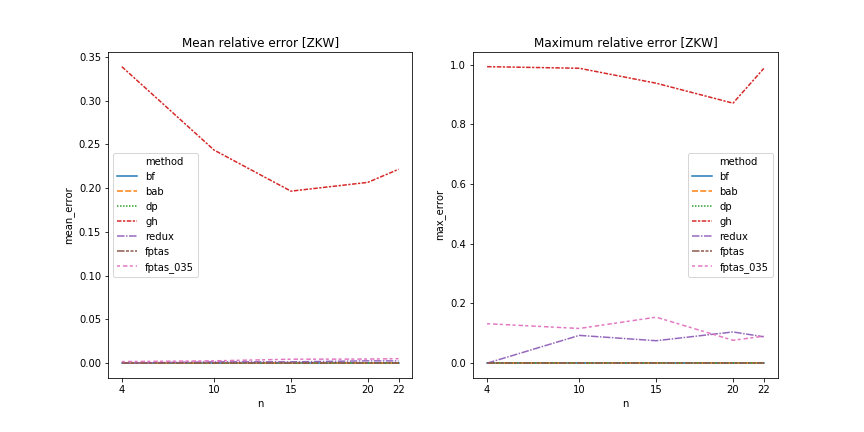 Mean relative error [ZKW]
0.35
0.30
0.25
0.20
0.15
0.10
0.05
0.00
mean_error
method
bf
bab
dp
gh
redux
fptas
fptas_035
4
10
15
20
22
n
Maximum relative error [ZKW]
1.0
0.8
0.6
0.4
0.2
0.0
max_error
method
bf
bab
dp
gh
redux
fptas
fptas_035
4
10
15
20
22
n